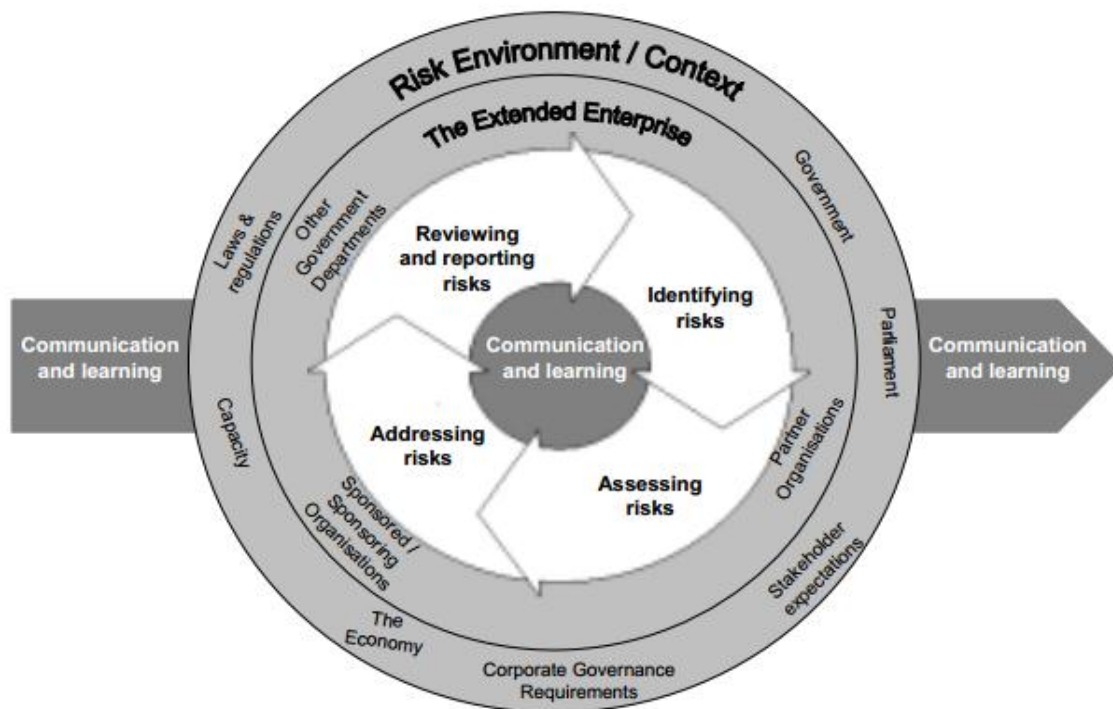 Risk Environment / Context
The Extended Enterprise
Laws &
regulations
Other
Government
Departments
Government
Reviewing
and reporting
risks
Identifying
risks
Communication
and learning
Communication
and learning
Parliament
Communication
and learning
Capacity
Addressing
risks
Assessing
risks
Partner
Organisations
Sponsored /
Sponsoring
Organisations
Stakeholder
expectations
The
Economy
Corporate Governance
Requirements